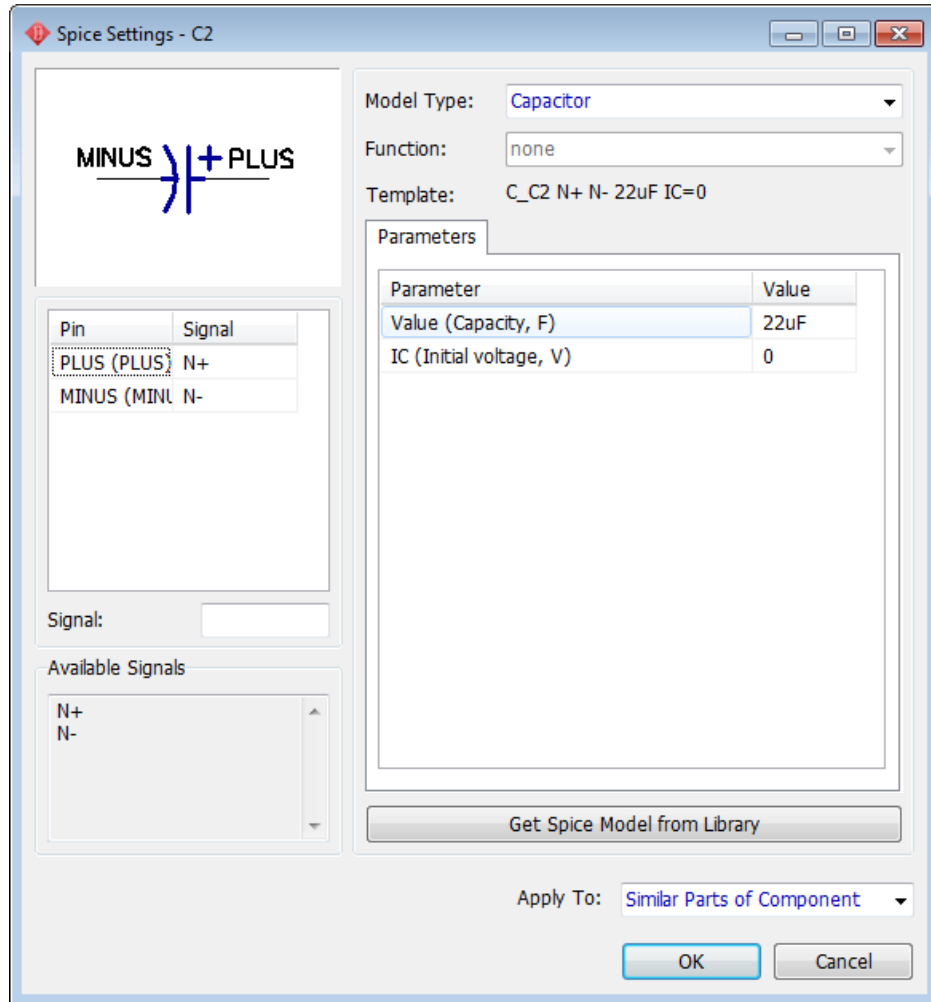 Spice Settings - C2
MINUS + PLUS
Pin Signal
PLUS (PLUS) N+
MINUS (MINU N-
Signal:
Available Signals
N+
N-
Model Type: Capacitor
Function: none
Template: C_C2 N+ N- 22uF IC=0
Parameters
Parameter Value
Value (Capacity, F) 22uF
IC (Initial voltage, V) 0
Get Spice Model from Library
Apply To: Similar Parts of Component
OK Cancel